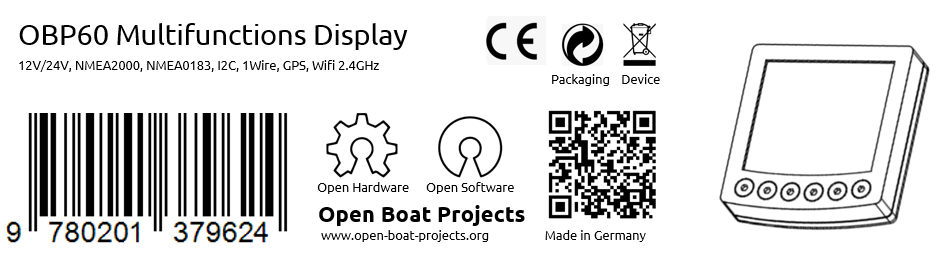 OBP60 Multifunctions Display
12V/24V, NMEA2000, NMEA0183, I2C, 1Wire, GPS, Wifi 2.4GHz
CE
Packaging Device
Open Hardware Open Software
Open Boat Projects
www.open-boat-projects.org
Made in Germany
9 780201 379624